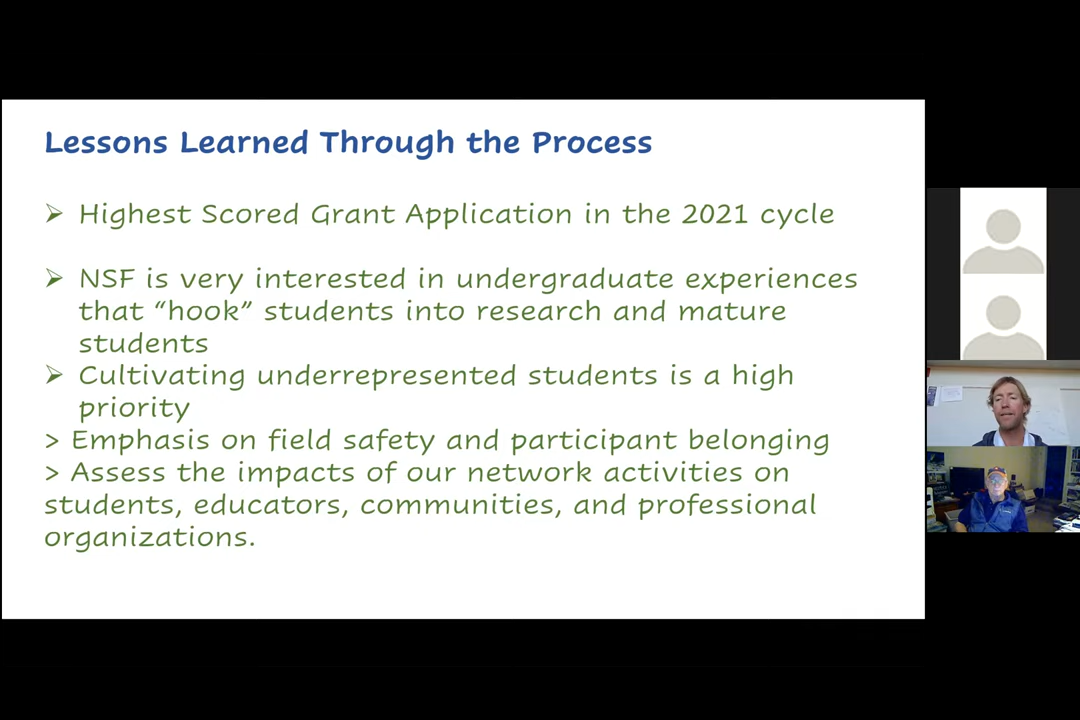 Lessons Learned Through the Process
➢ Highest Scored Grant Application in the 2021 cycle
➢ NSF is very interested in undergraduate experiences
that “hook” students into research and mature
students
➢ Cultivating underrepresented students is a high
priority
> Emphasis on field safety and participant belonging
> Assess the impacts of our network activities on
students, educators, communities, and professional
organizations.